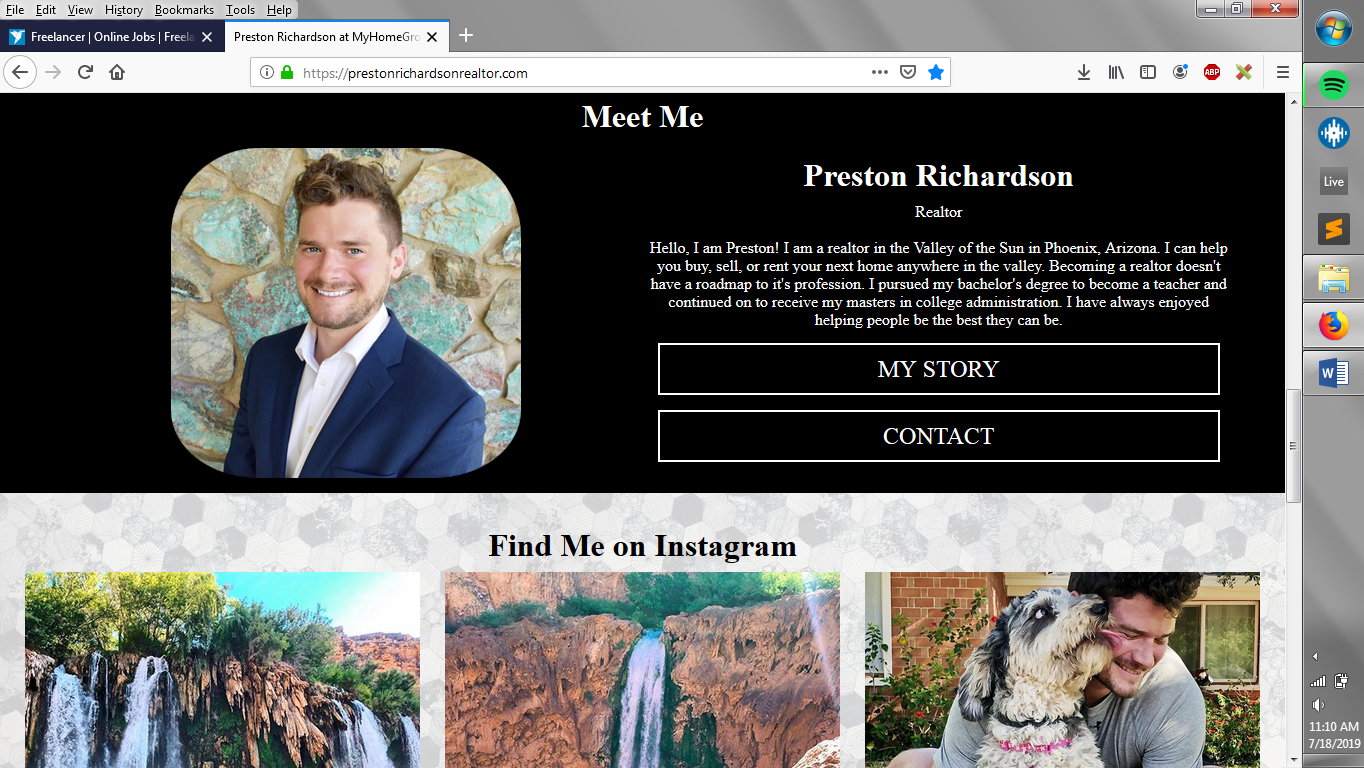 File Edit View History Bookmarks Tools Help
Freelancer | Online Jobs | Freela
Preston Richardson at MyHomeGro
https://prestonrichardsonrealtor.com
ABP
Meet Me
Preston Richardson
Realtor
Hello, I am Preston! I am a realtor in the Valley of the Sun in Phoenix, Arizona. I can help
you buy, sell, or rent your next home anywhere in the valley. Becoming a realtor doesn't
have a roadmap to it's profession. I pursued my bachelor's degree to become a teacher and
continued on to receive my masters in college administration. I have always enjoyed
helping people be the best they can be.
MY STORY
CONTACT
Find Me on Instagram
Live
W
11:10 AM
7/18/2019